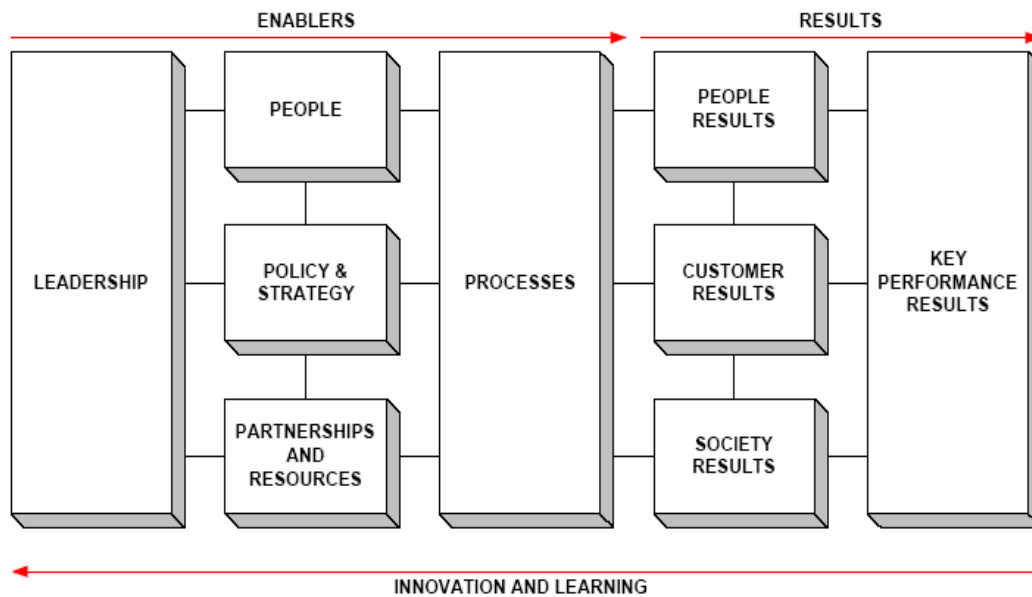 ENABLERS
RESULTS
LEADERSHIP
PEOPLE
POLICY &
STRATEGY
PARTNERSHIPS
AND
RESOURCES
PROCESSES
PEOPLE
RESULTS
CUSTOMER
RESULTS
SOCIETY
RESULTS
KEY
PERFORMANCE
RESULTS
INNOVATION AND LEARNING